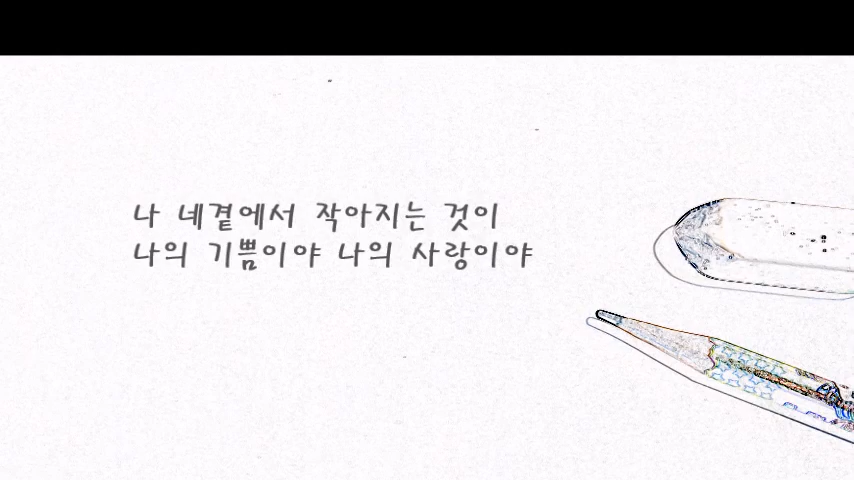 나 네곁에서 작아지는 것이
나의 기쁨이야 나의 사랑이야